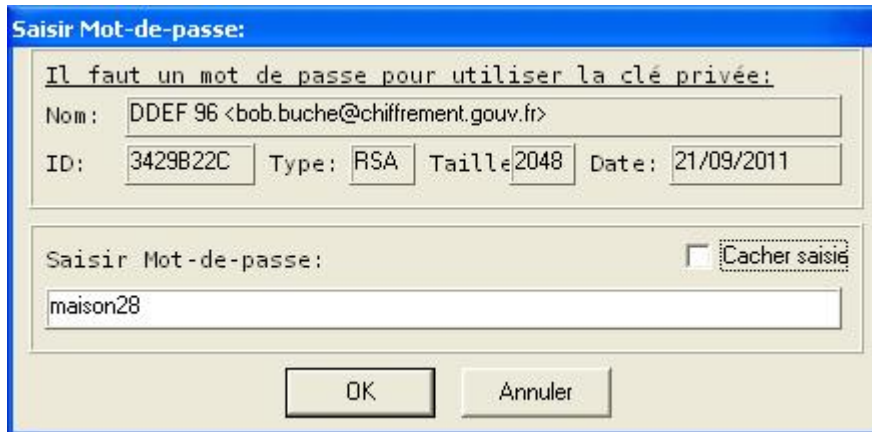 Saisir Mot-de-passe:
Il faut un mot de passe pour utiliser la clé privée:
Nom: DDEF 96 <bob.buche@chiffrement.gouv.fr>
ID: 3429B22C Type: RSA Taille 2048 Date: 21/09/2011
Saisir Mot-de-passe: Cacher saisie
maison28
OK Annuler